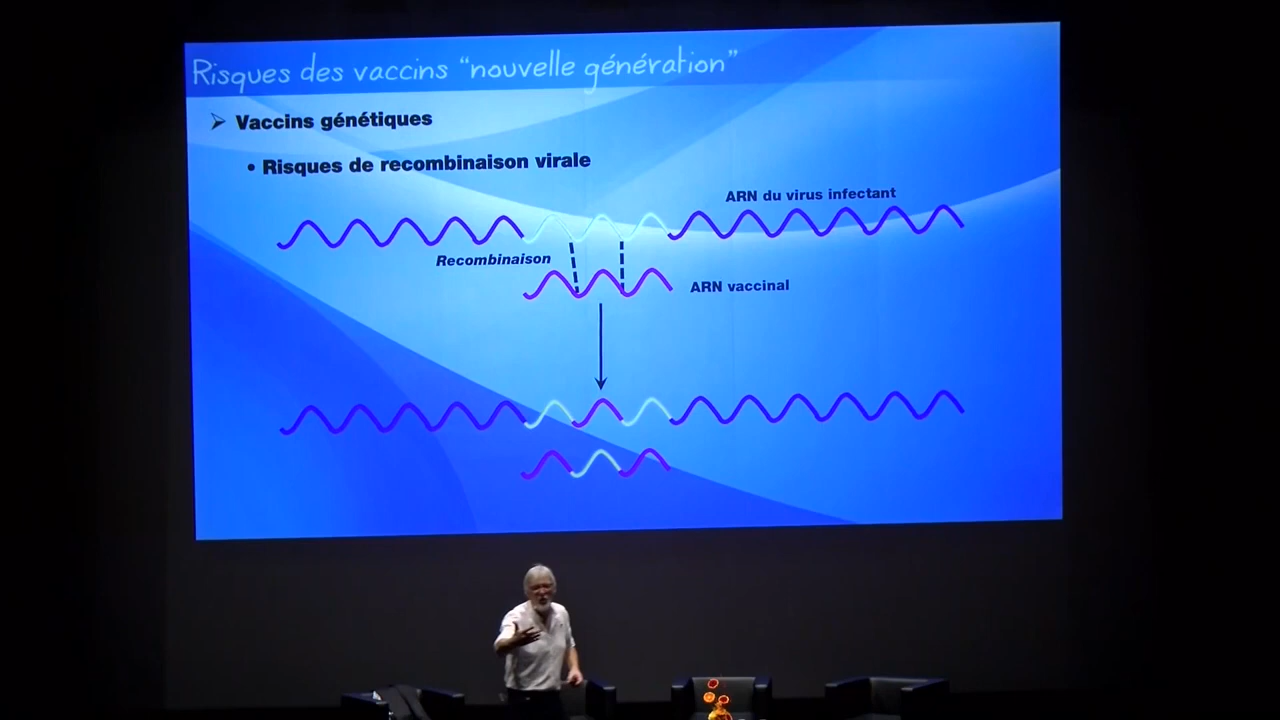 Risques des vaccins “nouvelle génération”
➢ Vaccins génétiques
• Risques de recombinaison virale
ARN du virus infectant
Recombinaison
ARN vaccinal